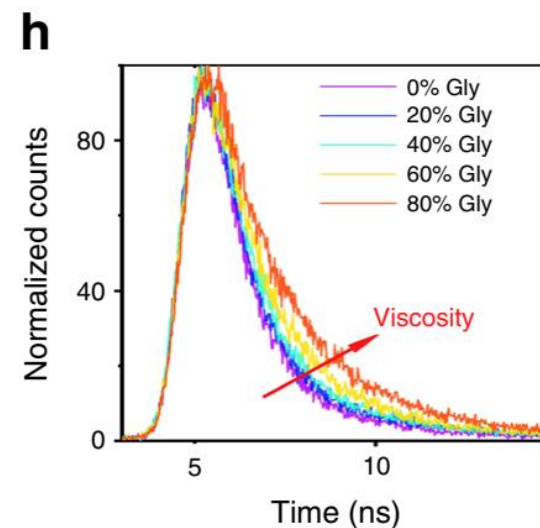 h
Normalized counts
80
40
0
0% Gly
20% Gly
40% Gly
60% Gly
80% Gly
Viscosity
5
10
Time (ns)